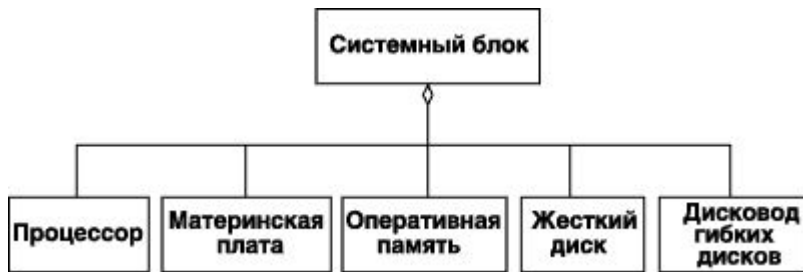 Системный блок
Процессор
Материнская
плата
Оперативная
память
Жесткий
диск
Дисковод
гибких
дисков